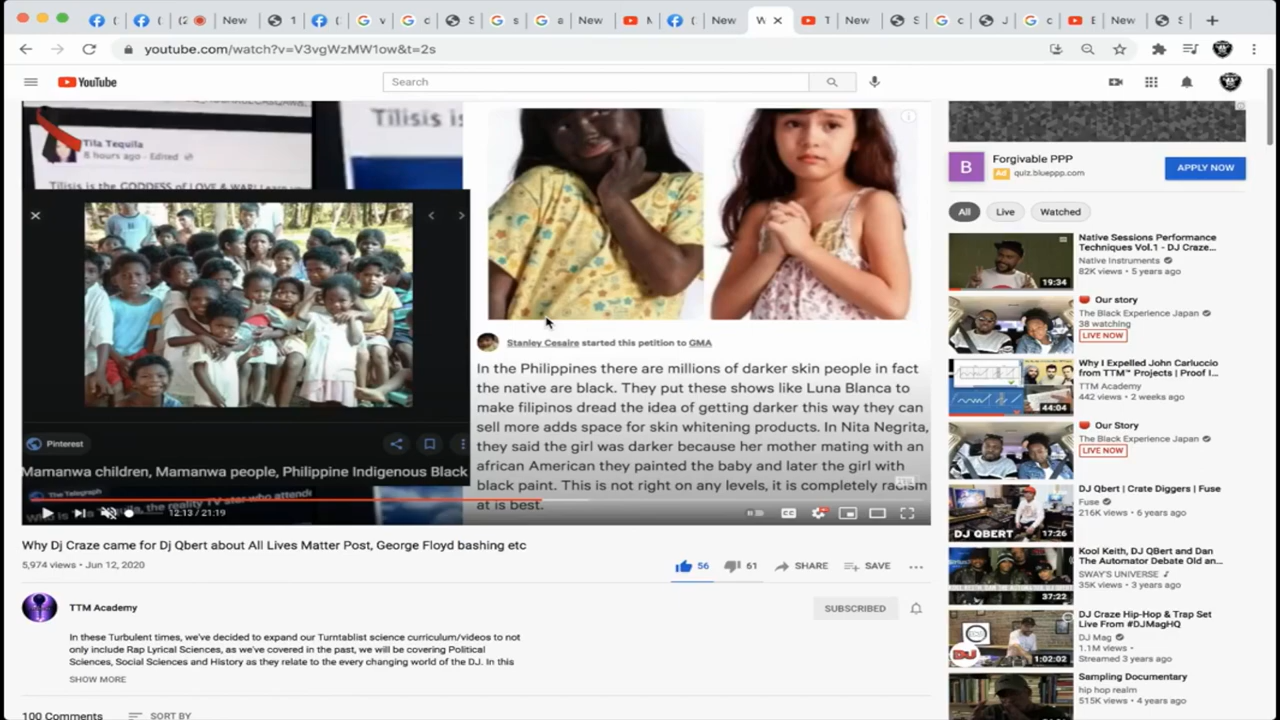 New
New
New
New
New
New
youtube.com/watch?v=V3vgWzMW1ow&t=2s
YouTube
Search
Tilisis is
Tila Tequila
8 hours ago - Edited
Tilisis is the GODDESS of LOVE & WAR!
Pinterest
Mamanwa children, Mamanwa people, Philippine Indigenous Black
The Telegraph
the reality TV star who attended
Stanley Cesaire started this petition to GMA
In the Philippines there are millions of darker skin people in fact
the native are black. They put these shows like Luna Blanca to
make filipinos dread the idea of getting darker this way they can
sell more adds space for skin whitening products. In Nita Negrita,
they said the girl was darker because her mother mating with an
african American they painted the baby and later the girl with
black paint. This is not right on any levels, it is completely racism
at is best.
12:13 / 21:19
Why Dj Craze came for Dj Qbert about All Lives Matter Post, George Floyd bashing etc
5,974 views • Jun 12, 2020
56
61
SHARE
SAVE
TTM Academy
SUBSCRIBED
In these Turbulent times, we've decided to expand our Turntablist science curriculum/videos to not
only include Rap Lyrical Sciences, as we've covered in the past, we will be covering Political
Sciences, Social Sciences and History as they relate to the every changing world of the DJ. In this
SHOW MORE
100 Comments
SORT BY
B
Forgivable PPP
Ad quiz.blueppp.com
APPLY NOW
All
Live
Watched
Native Sessions Performance
Techniques Vol.1 - DJ Craze...
Native Instruments
82K views • 5 years ago
19:34
Our story
The Black Experience Japan
38 watching
LIVE NOW
Why I Expelled John Carluccio
from TTM™ Projects | Proof I...
TTM Academy
442 views • 2 weeks ago
44:04
Our Story
The Black Experience Japan
LIVE NOW
DJ Qbert | Crate Diggers | Fuse
Fuse
216K views • 6 years ago
DJ QBERT
17:26
Kool Keith, DJ QBert and Dan
The Automator Debate Old an...
SWAY'S UNIVERSE
35K views • 3 years ago
37:22
DJ Craze Hip-Hop & Trap Set
Live From #DJMagHQ
DJ Mag
1.1M views •
Streamed 3 years ago
DJ
1:02:02
Sampling Documentary
hip hop realm
515K views • 4 years ago